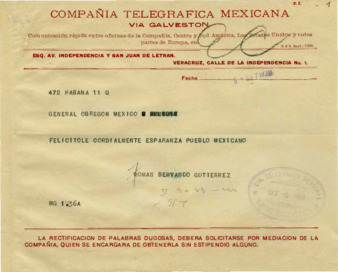 COMPAÑIA TELEGRAFICA MEXICANA
VIA GALVESTON
Comunicación rápida entre oficinas de la Compañía, Centro y Sud América, Los Estados Unidos y todas
partes de Europa, etc.
ESQ. AV. INDEPENDENCIA Y SAN JUAN DE LETRAN.
VERACRUZ, CALLE DE LA INDEPENDENCIA No. 1.
Fecha
47D HABANA 11 Q
GENERAL OBREGON MEXICO
FELICITOLE CORDIALMENTE ESPARANZA PUEBLO MEXICANO
TOMAS SERVANDO GUTIERREZ
MG 1236A
LA RECTIFICACION DE PALABRAS DUDOSAS, DEBERA SOLICITARSE POR MEDIACION DE LA
COMPAÑIA, QUIEN SE ENCARGARA DE OBTENERLA SIN ESTIPENDIO ALGUNO.